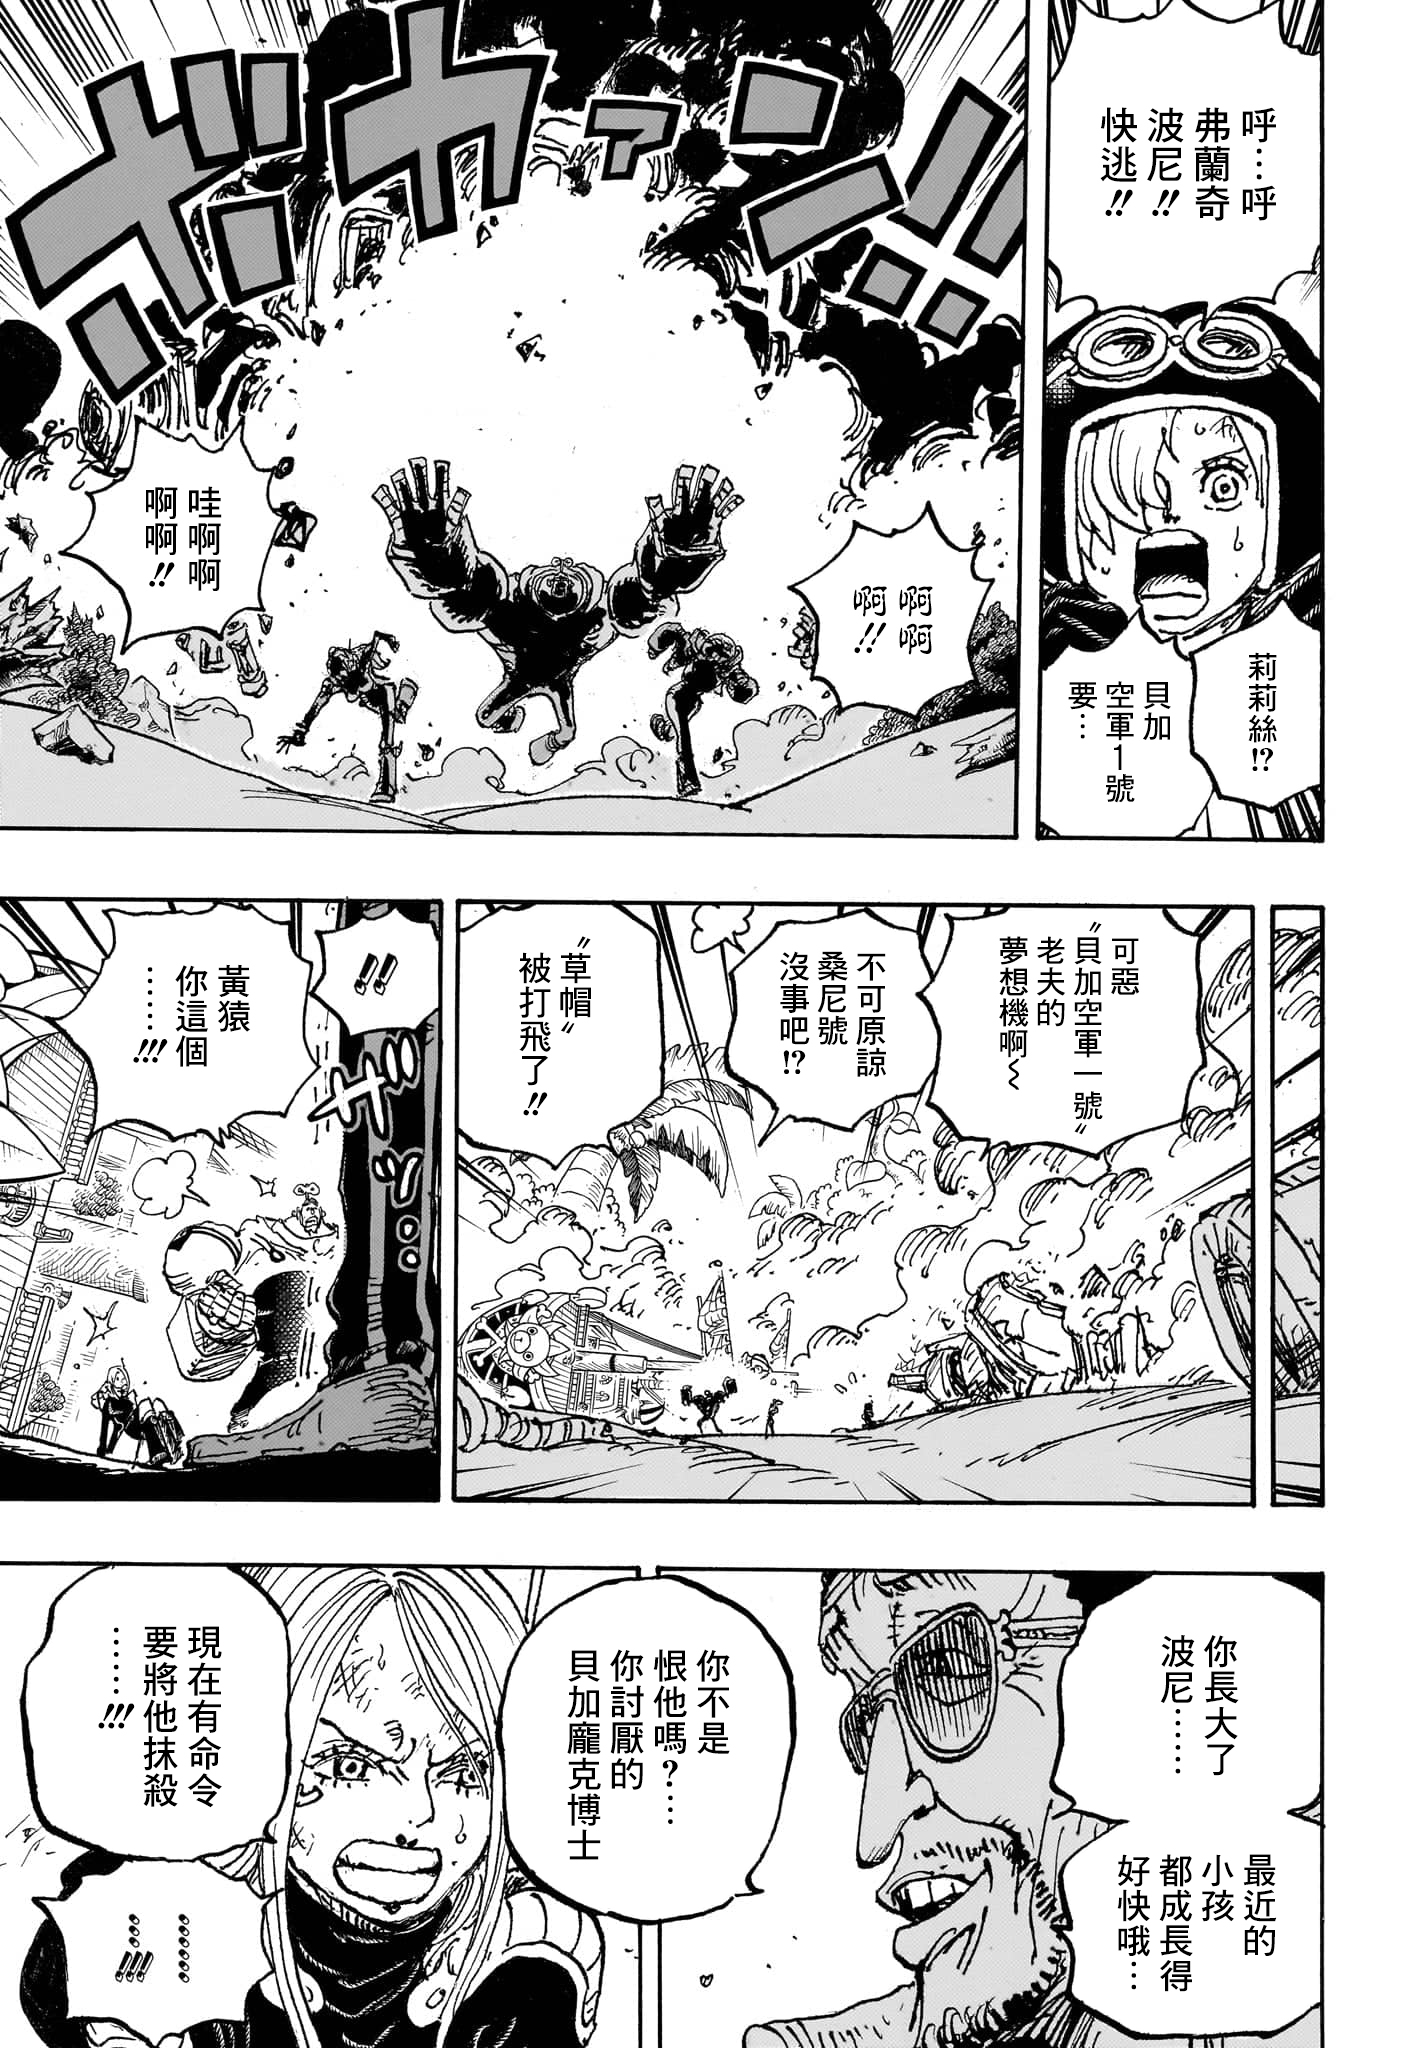 呼…呼
弗蘭奇
波尼!!
快逃!!
莉莉絲!?
貝加
空軍1號
要…
ボカァン!!
啊啊
啊!!
哇啊啊
啊啊!!
可惡
“貝加空軍一號”
老夫的
夢想機啊~
不可原諒
桑尼號
沒事吧!?
“草帽”
被打飛了!!
!!
ザッ…
黃猿
你這個
……!!!
你長大了
波尼……
最近的
小孩
都成長得
好快哦…
你不是
恨他嗎?…
你討厭的
貝加龐克博士
現在有命令
要將他抹殺
……!!!
……
…!!!